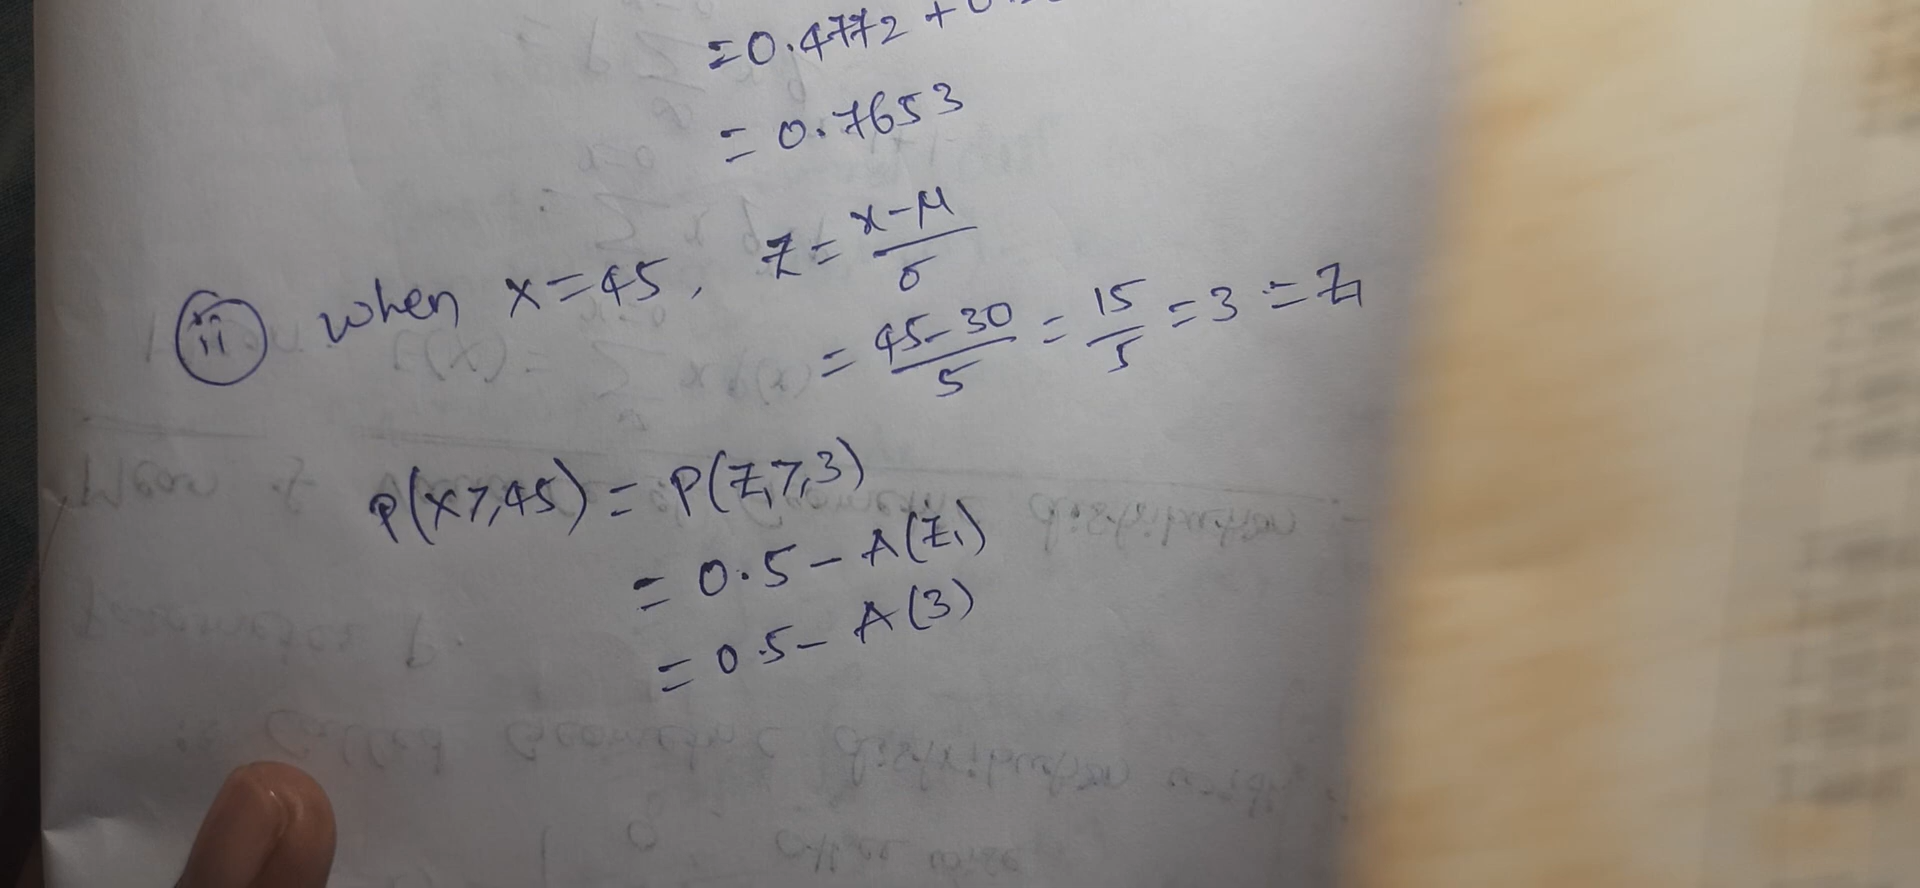 = 0.4772 +
= 0.7653
(ii) when x=45, z = (x-μ)/σ
= (45-30)/5 = 15/5 = 3 = z₁
P(x≥45) = P(z₁≥3)
= 0.5 - A(z₁)
= 0.5 - A(3)